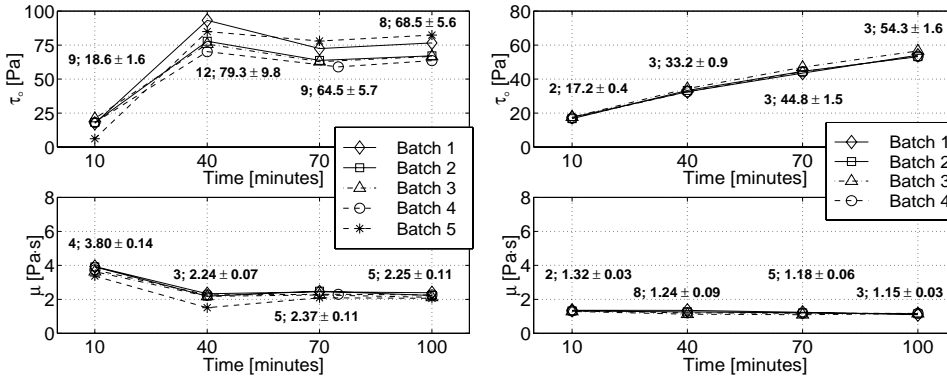 100
75
50
25
0
τo [Pa]
9; 18.6 ± 1.6
12; 79.3 ± 9.8
9; 64.5 ± 5.7
8; 68.5 ± 5.6
10 40 70 100
Time [minutes]
Batch 1
Batch 2
Batch 3
Batch 4
Batch 5
8
6
4
2
0
μ [Pa·s]
4; 3.80 ± 0.14
3; 2.24 ± 0.07
5; 2.37 ± 0.11
5; 2.25 ± 0.11
10 40 70 100
Time [minutes]
80
60
40
20
0
τo [Pa]
2; 17.2 ± 0.4
3; 33.2 ± 0.9
3; 44.8 ± 1.5
3; 54.3 ± 1.6
10 40 70 100
Time [minutes]
Batch 1
Batch 2
Batch 3
Batch 4
8
6
4
2
0
μ [Pa·s]
2; 1.32 ± 0.03
8; 1.24 ± 0.09
5; 1.18 ± 0.06
3; 1.15 ± 0.03
10 40 70 100
Time [minutes]